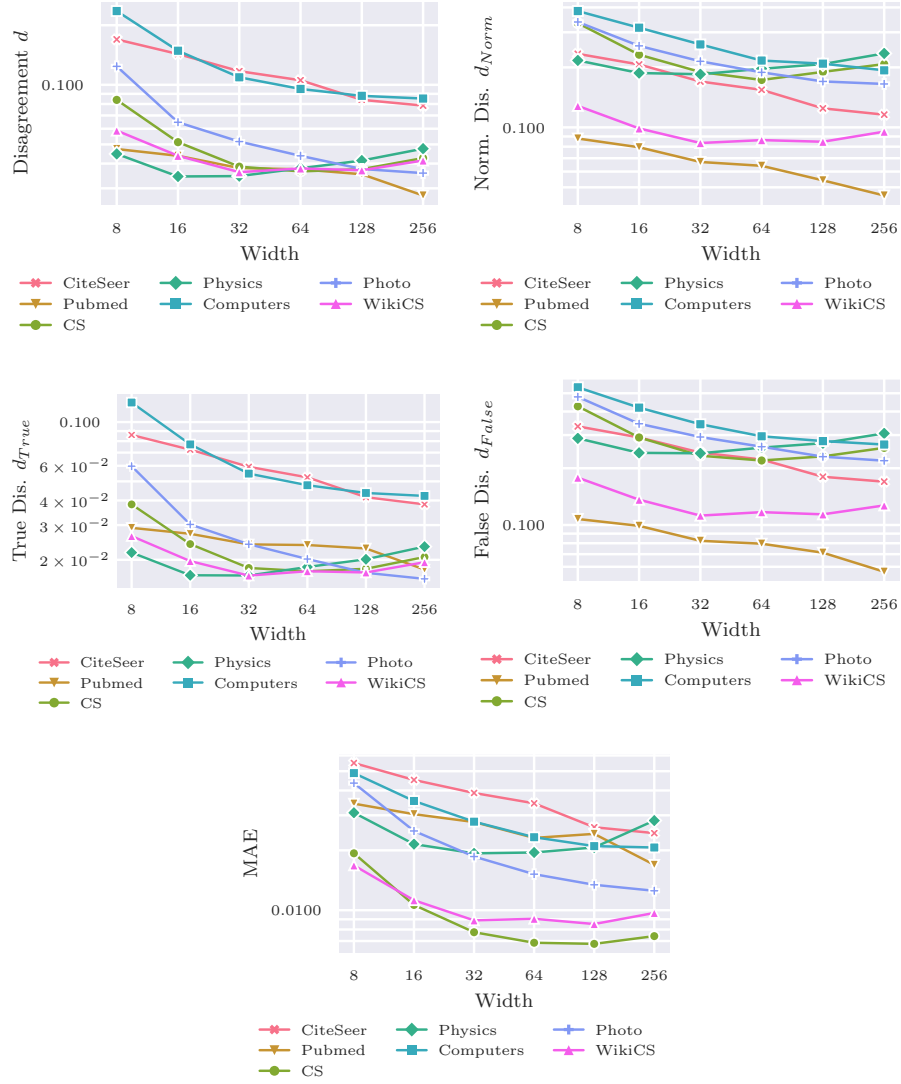 Disagreement d
0.100
8 16 32 64 128 256
Width
CiteSeer Physics Photo
Pubmed Computers WikiCS
CS
Norm. Dis. d_Norm
0.100
8 16 32 64 128 256
Width
CiteSeer Physics Photo
Pubmed Computers WikiCS
CS
True Dis. d_True
0.100
6 × 10⁻²
4 × 10⁻²
3 × 10⁻²
2 × 10⁻²
8 16 32 64 128 256
Width
CiteSeer Physics Photo
Pubmed Computers WikiCS
CS
False Dis. d_False
0.100
8 16 32 64 128 256
Width
CiteSeer Physics Photo
Pubmed Computers WikiCS
CS
MAE
0.0100
8 16 32 64 128 256
Width
CiteSeer Physics Photo
Pubmed Computers WikiCS
CS